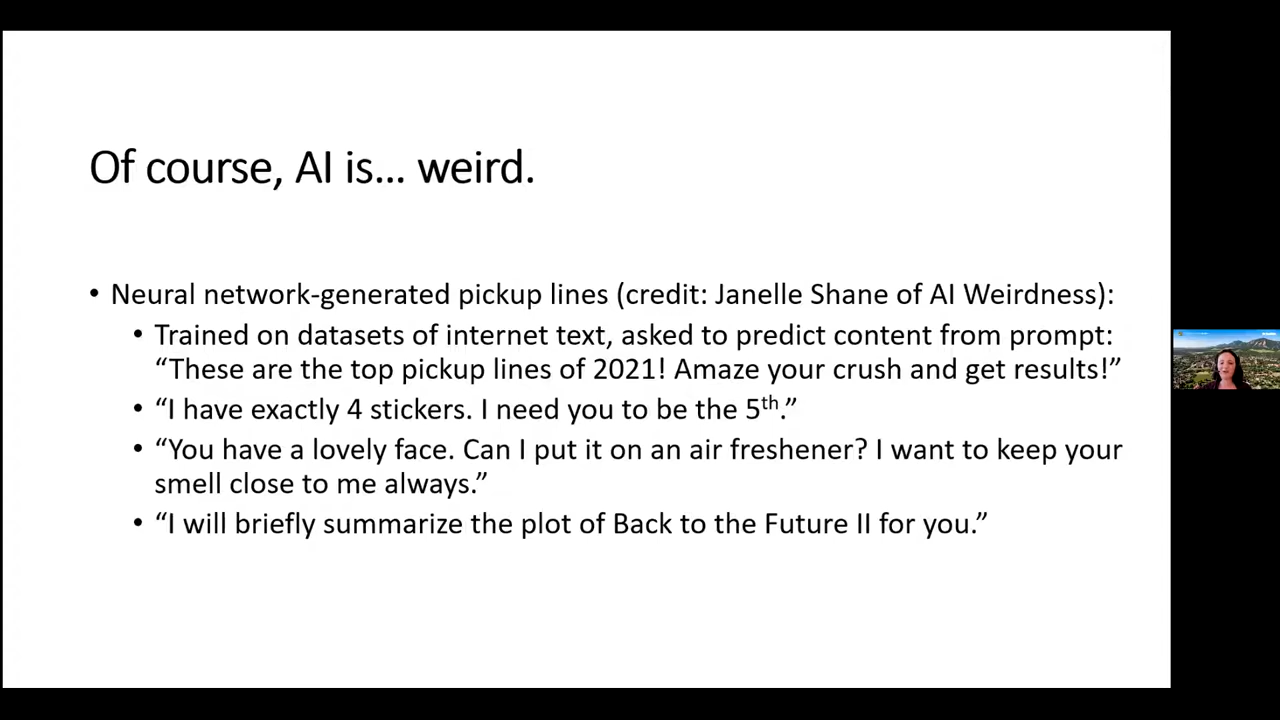 Of course, AI is... weird.
• Neural network-generated pickup lines (credit: Janelle Shane of AI Weirdness):
• Trained on datasets of internet text, asked to predict content from prompt:
“These are the top pickup lines of 2021! Amaze your crush and get results!”
• “I have exactly 4 stickers. I need you to be the 5th.”
• “You have a lovely face. Can I put it on an air freshener? I want to keep your
smell close to me always.”
• “I will briefly summarize the plot of Back to the Future II for you.”